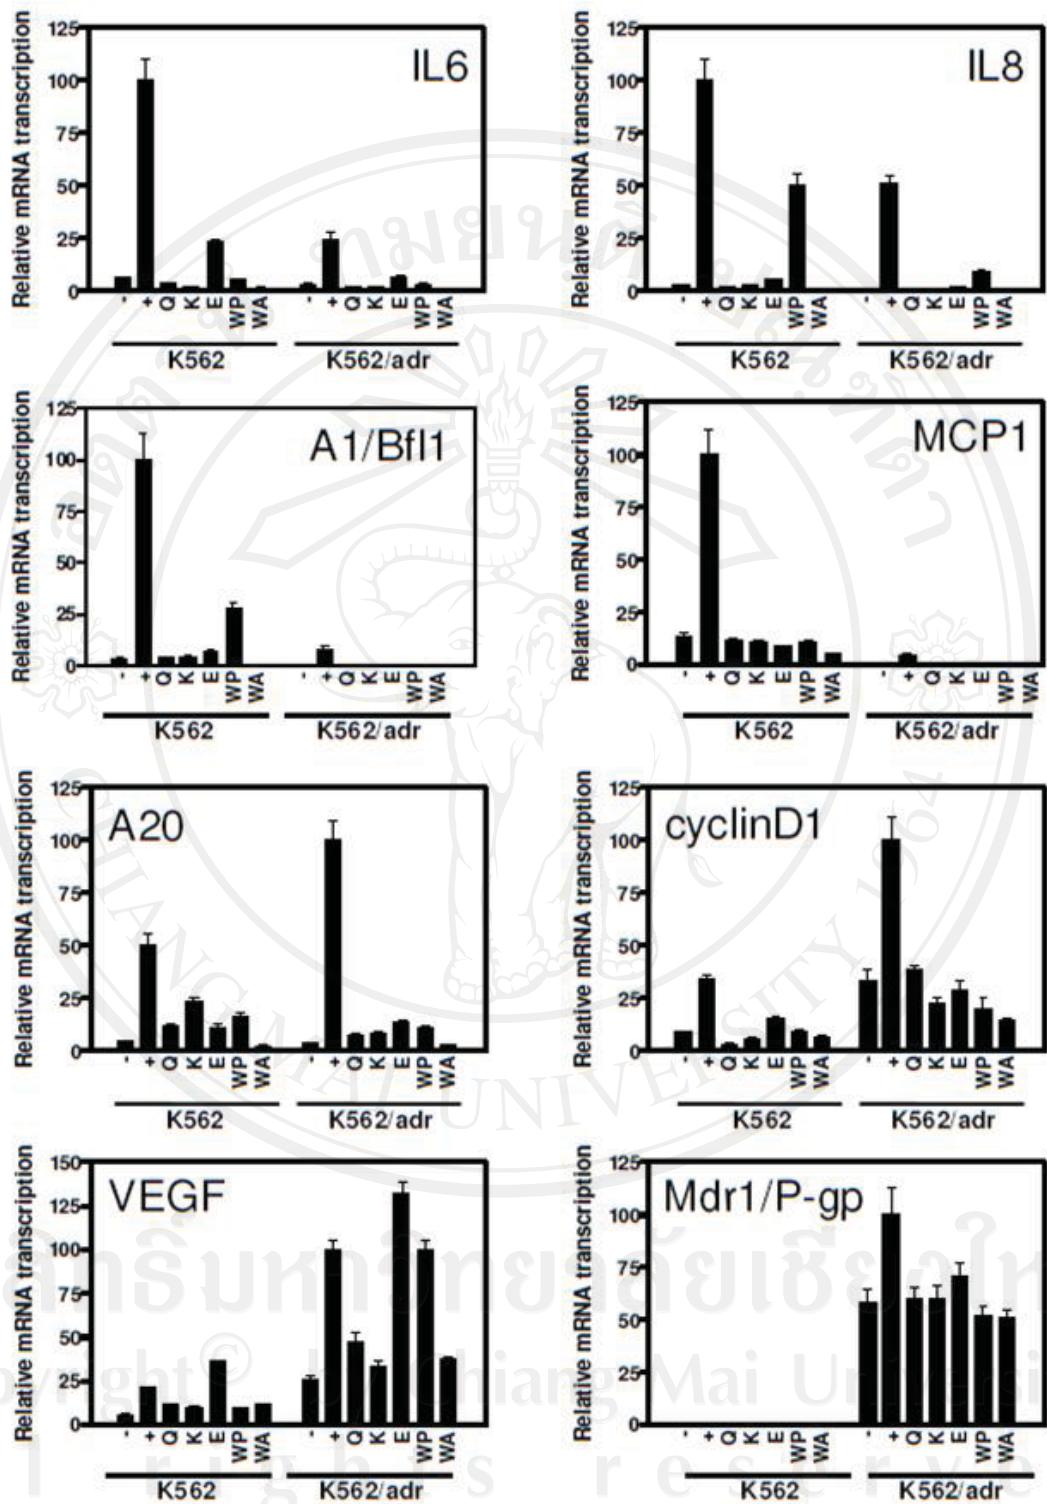 Relative mRNA transcription
IL6
125
100
75
50
25
0
- + Q K E WP WA - + Q K E WP WA
K562 K562/adr
Relative mRNA transcription
IL8
125
100
75
50
25
0
- + Q K E WP WA - + Q K E WP WA
K562 K562/adr
Relative mRNA transcription
A1/Bfl1
125
100
75
50
25
0
- + Q K E WP WA - + Q K E WP WA
K562 K562/adr
Relative mRNA transcription
MCP1
125
100
75
50
25
0
- + Q K E WP WA - + Q K E WP WA
K562 K562/adr
Relative mRNA transcription
A20
125
100
75
50
25
0
- + Q K E WP WA - + Q K E WP WA
K562 K562/adr
Relative mRNA transcription
cyclinD1
125
100
75
50
25
0
- + Q K E WP WA - + Q K E WP WA
K562 K562/adr
Relative mRNA transcription
VEGF
150
125
100
75
50
25
0
- + Q K E WP WA - + Q K E WP WA
K562 K562/adr
Relative mRNA transcription
Mdr1/P-gp
125
100
75
50
25
0
- + Q K E WP WA - + Q K E WP WA
K562 K562/adr
CHIANG MAI UNIVERSITY 1964